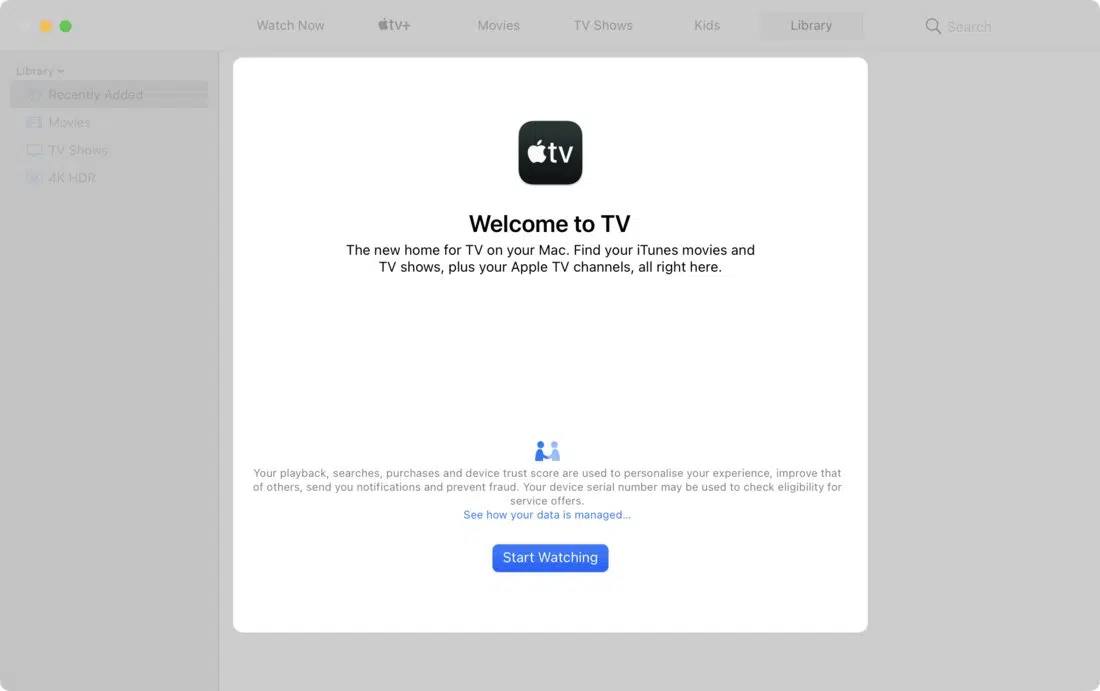 Watch Now
tv+
Movies
TV Shows
Kids
Library
Search
Library
Recently Added
Movies
TV Shows
4K HDR
tv
Welcome to TV
The new home for TV on your Mac. Find your iTunes movies and
TV shows, plus your Apple TV channels, all right here.
Your playback, searches, purchases and device trust score are used to personalise your experience, improve that
of others, send you notifications and prevent fraud. Your device serial number may be used to check eligibility for
service offers.
See how your data is managed...
Start Watching